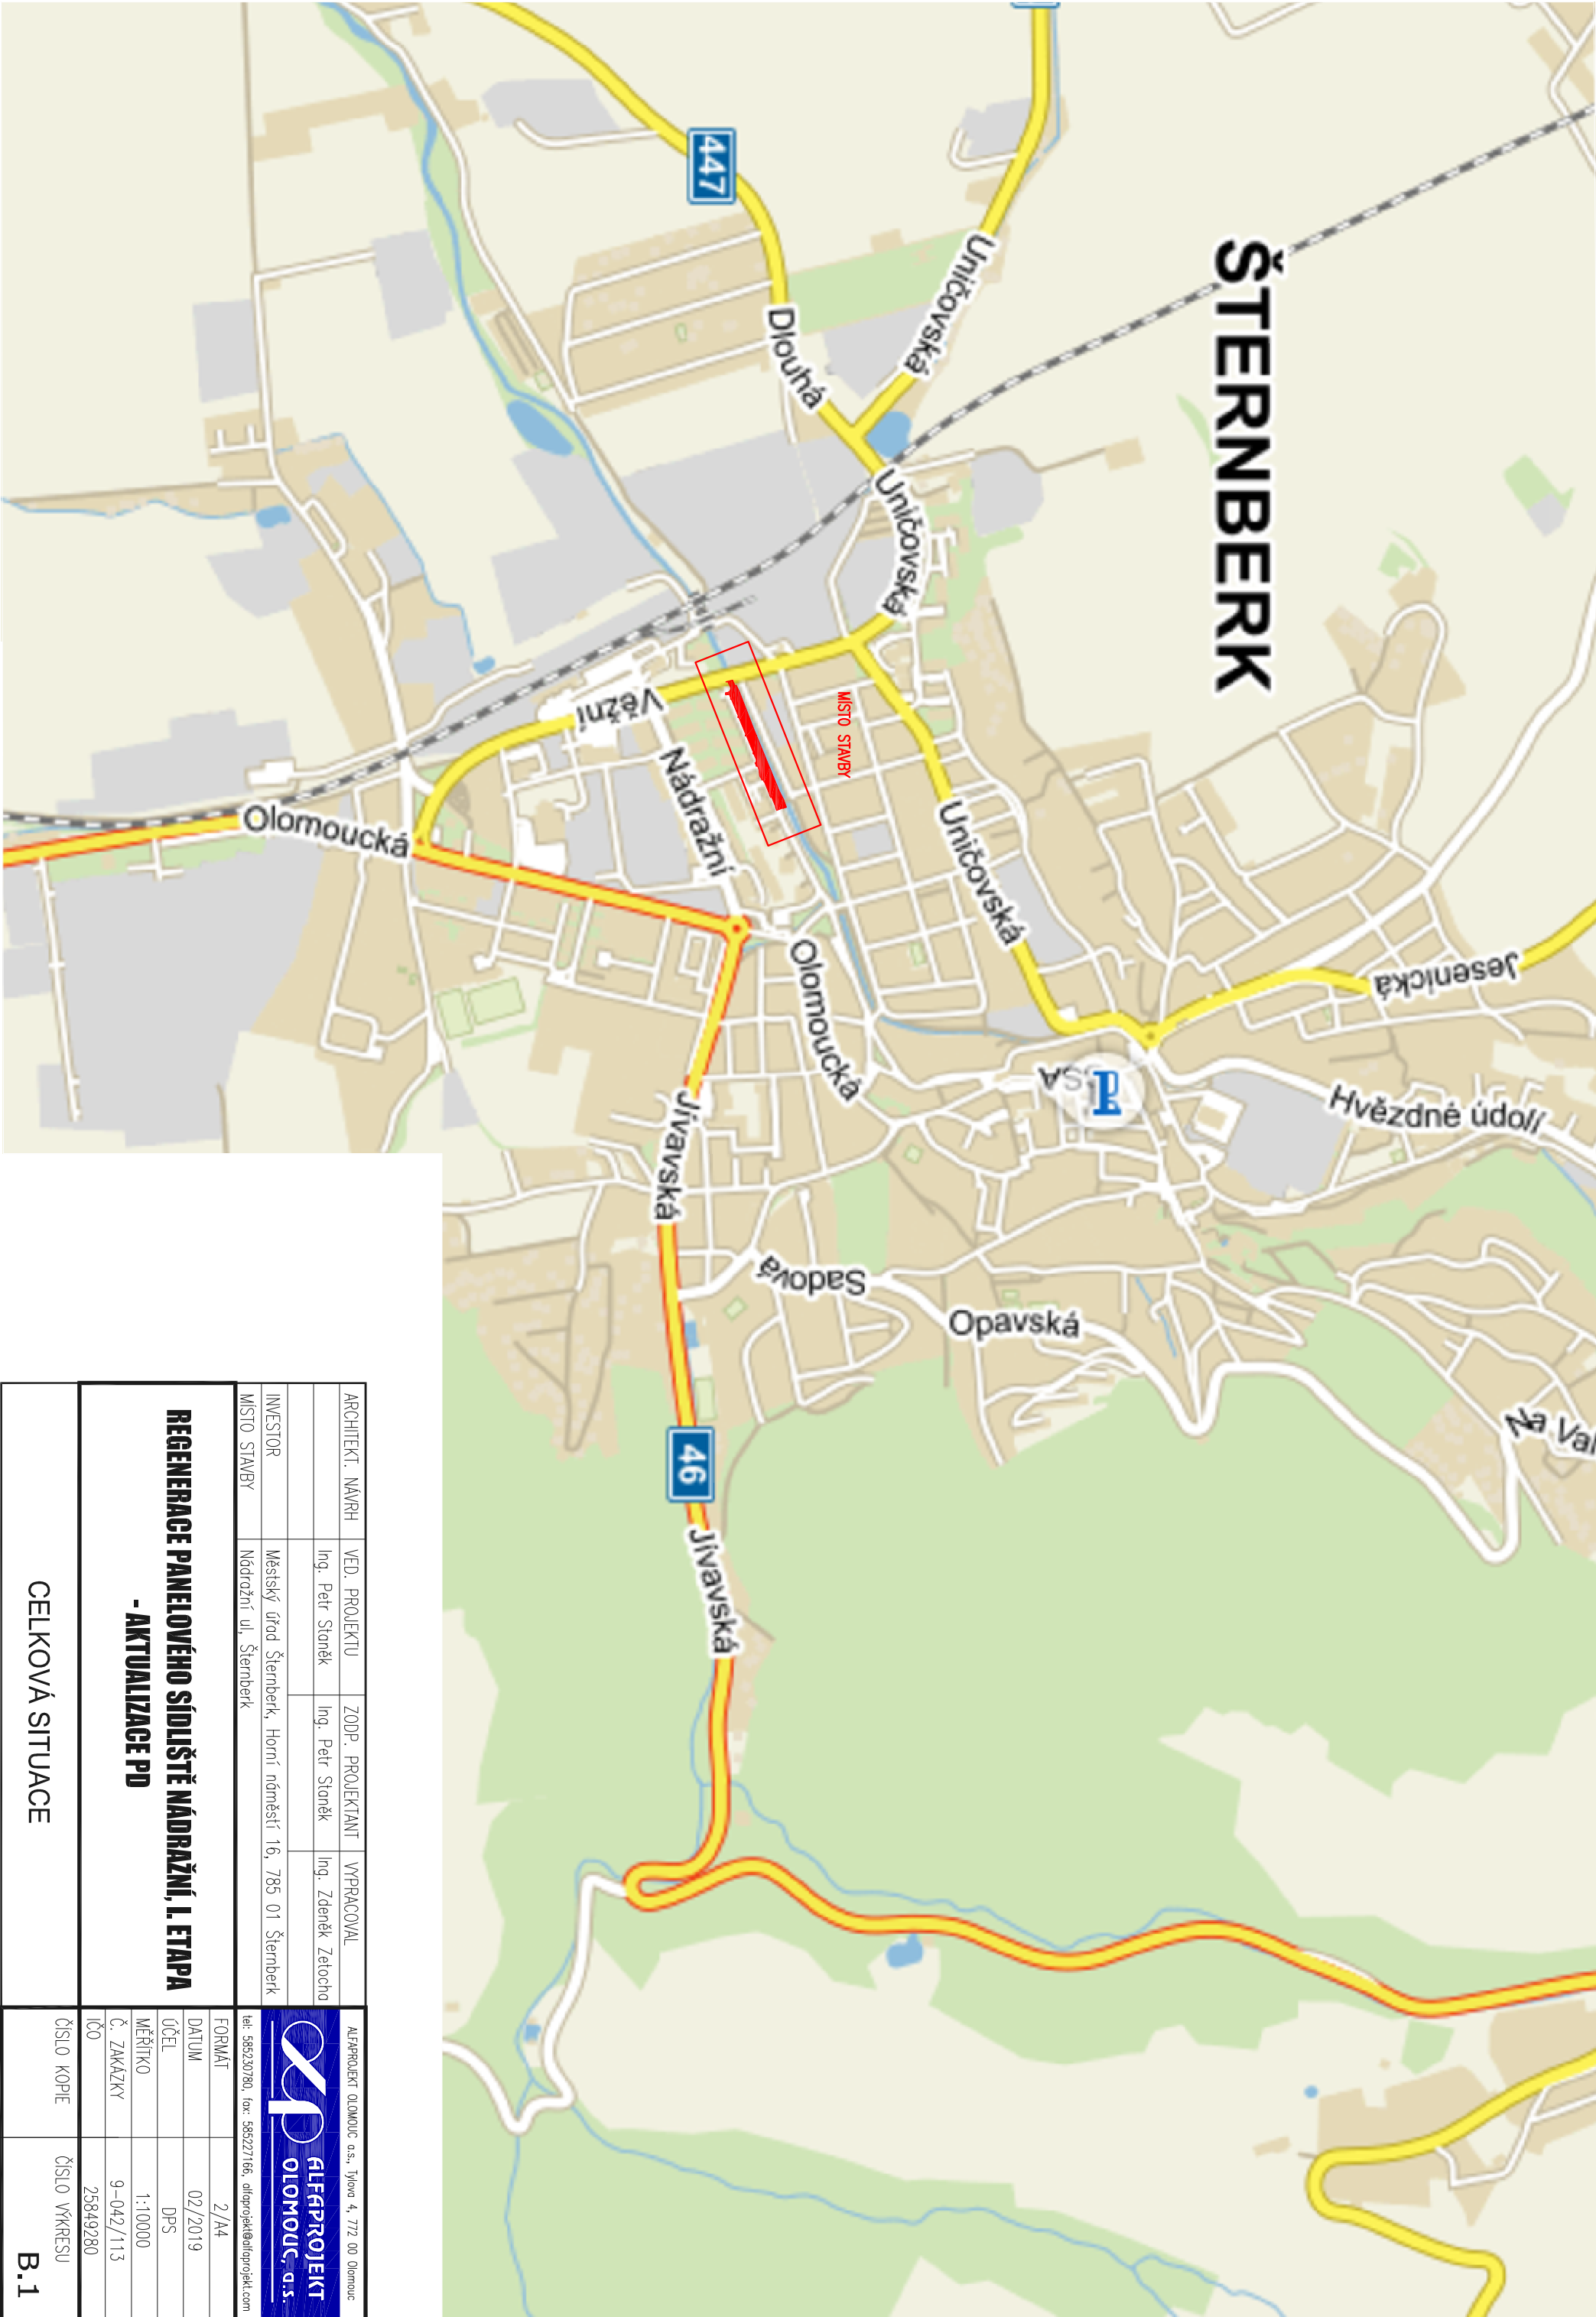 ŠTERNBERK
447
Uničovská
Dlouhá
Uničovská
MÍSTO STAVBY
Věžní
Nádražní
Olomoucká
Uničovská
Olomoucká
Jesenická
Hvězdné údolí
Jívavská
Sadová
Opavská
Na Val
46
Jívavská
ARCHITEKT. NÁVRH
VED. PROJEKTU
ZODP. PROJEKTANT
VYPRACOVAL
Ing. Petr Staněk
Ing. Petr Staněk
Ing. Zdeněk Zetocha
INVESTOR
Městský úřad Šternberk, Horní náměstí 16, 785 01 Šternberk
MÍSTO STAVBY
Nádražní ul, Šternberk
ALFAPROJEKT OLOMOUC a.s., Tylova 4, 772 00 Olomouc
ALFAPROJEKT
OLOMOUC, a.s.
tel: 585230780, fax: 585227166, alfaprojekt@alfaprojekt.com
REGENERACE PANELOVÉHO SÍDLIŠTĚ NÁDRAŽNÍ, I. ETAPA
- AKTUALIZACE PD
FORMÁT 2/A4
DATUM 02/2019
ÚČEL DPS
MĚŘÍTKO 1:10000
Č. ZAKÁZKY 9-042/113
IČO 25849280
CELKOVÁ SITUACE
ČÍSLO KOPIE
ČÍSLO VÝKRESU
B.1